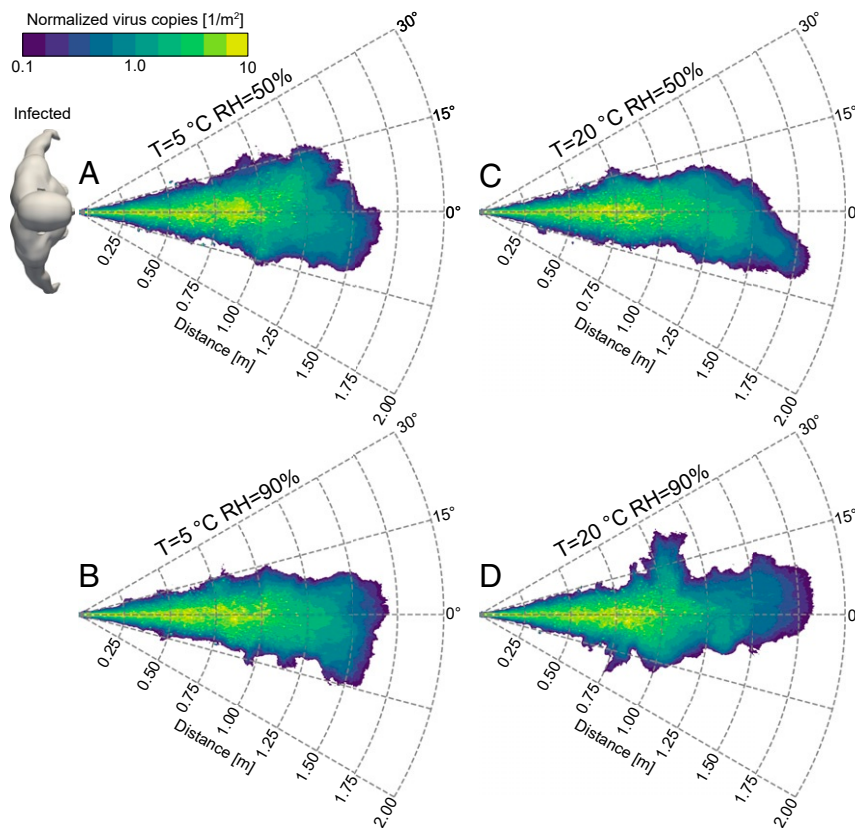 Normalized virus copies [1/m²]
0.1 1.0 10
Infected
A
T=5 °C RH=50%
30°
15°
0°
0.25
0.50
0.75
1.00
1.25
1.50
1.75
2.00
Distance [m]
C
T=20 °C RH=50%
30°
15°
0°
0.25
0.50
0.75
1.00
1.25
1.50
1.75
2.00
Distance [m]
B
T=5 °C RH=90%
30°
15°
0°
0.25
0.50
0.75
1.00
1.25
1.50
1.75
2.00
Distance [m]
D
T=20 °C RH=90%
30°
15°
0
0.25
0.50
0.75
1.00
1.25
1.50
1.75
2.00
Distance [m]